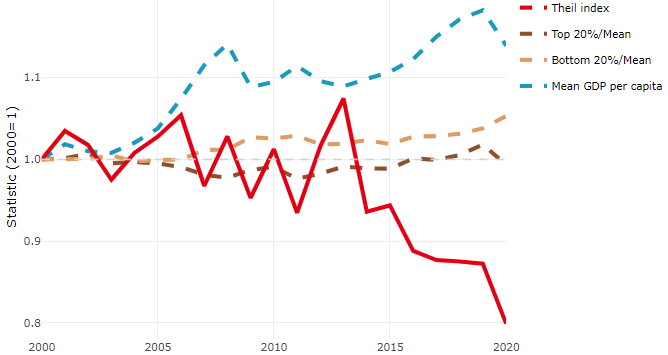 Theil index
Top 20%/Mean
Bottom 20%/Mean
Mean GDP per capita
Statistic (2000= 1)
1.1
1.0
0.9
0.8
2000 2005 2010 2015 2020